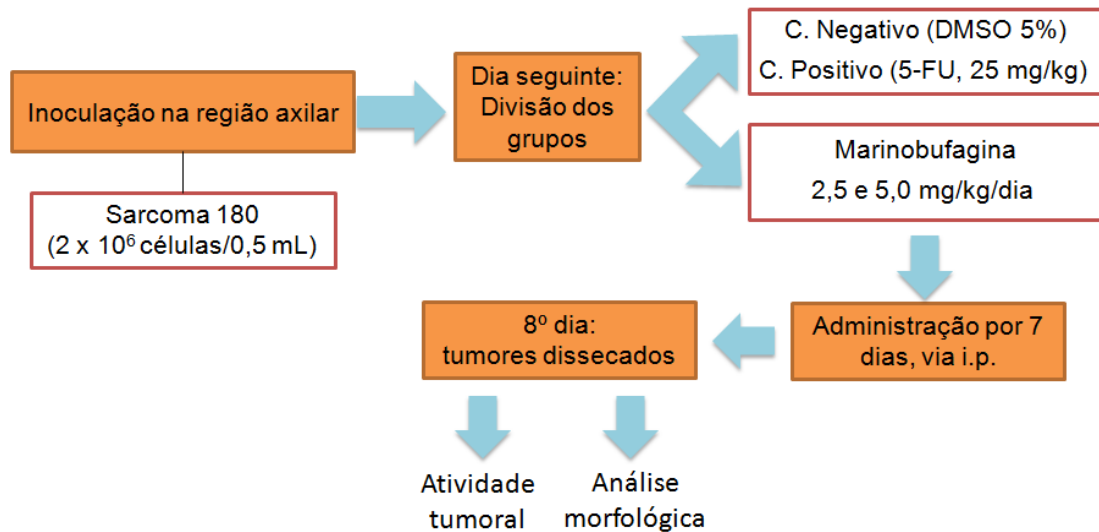 Inoculação na região axilar
Sarcoma 180
(2 x 10⁶ células/0,5 mL)
Dia seguinte:
Divisão dos
grupos
C. Negativo (DMSO 5%)
C. Positivo (5-FU, 25 mg/kg)
Marinobufagina
2,5 e 5,0 mg/kg/dia
Administração por 7
dias, via i.p.
8º dia:
tumores dissecados
Atividade
tumoral
Análise
morfológica